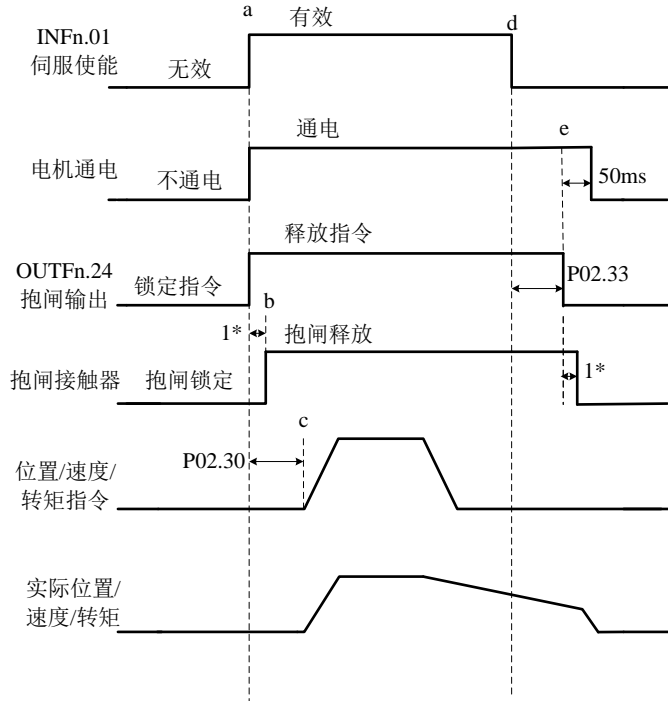 a
有效
d
INFn.01
伺服使能
无效
通电
e
电机通电
不通电
50ms
释放指令
OUTFn.24
抱闸输出
锁定指令
P02.33
b
1*
抱闸释放
1*
抱闸接触器
抱闸锁定
c
P02.30
位置/速度/
转矩指令
实际位置/
速度/转矩